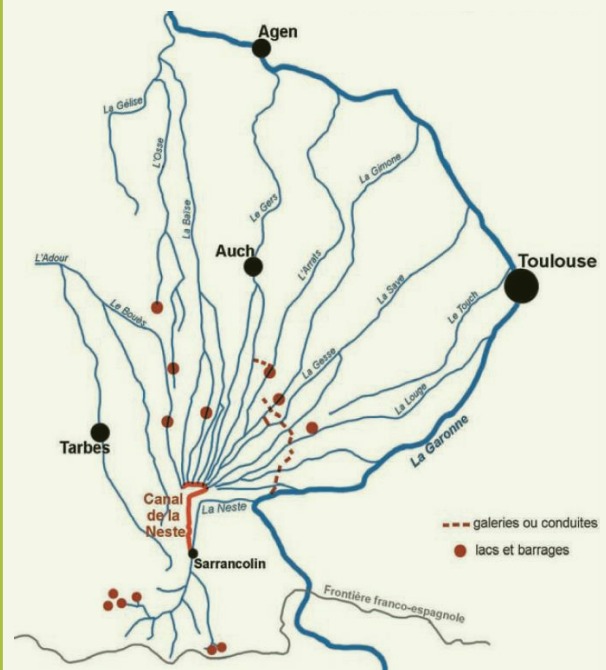 Agen
La Gélise
L'Osse
La Baïse
Le Gers
La Gimone
L'Arrats
Auch
L'Adour
Toulouse
La Save
Le Touch
Le Bouès
La Gesse
La Louge
Tarbes
La Garonne
Canal
de la
Neste
La Neste
galeries ou conduites
lacs et barrages
Sarrancolin
Frontière franco-espagnole